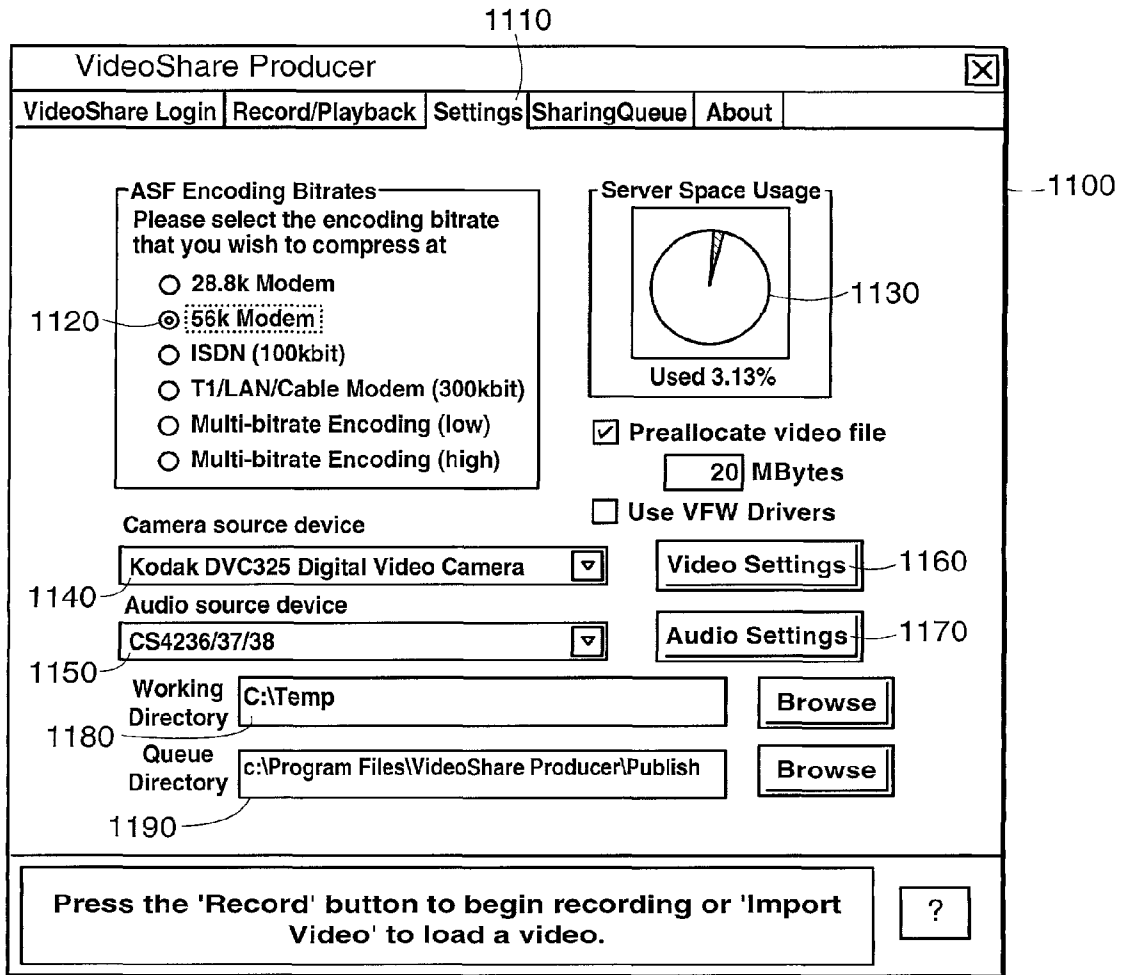 1110
VideoShare Producer
VideoShare Login Record/Playback Settings SharingQueue About
1100
ASF Encoding Bitrates
Please select the encoding bitrate
that you wish to compress at
28.8k Modem
1120
56k Modem
ISDN (100kbit)
T1/LAN/Cable Modem (300kbit)
Multi-bitrate Encoding (low)
Multi-bitrate Encoding (high)
Server Space Usage
1130
Used 3.13%
Preallocate video file
20 MBytes
Use VFW Drivers
Camera source device
Kodak DVC325 Digital Video Camera
1140
Video Settings
1160
Audio source device
CS4236/37/38
1150
Audio Settings
1170
Working
Directory
C:\Temp
1180
Browse
Queue
Directory
c:\Program Files\VideoShare Producer\Publish
1190
Browse
Press the 'Record' button to begin recording or 'Import
Video' to load a video.
?